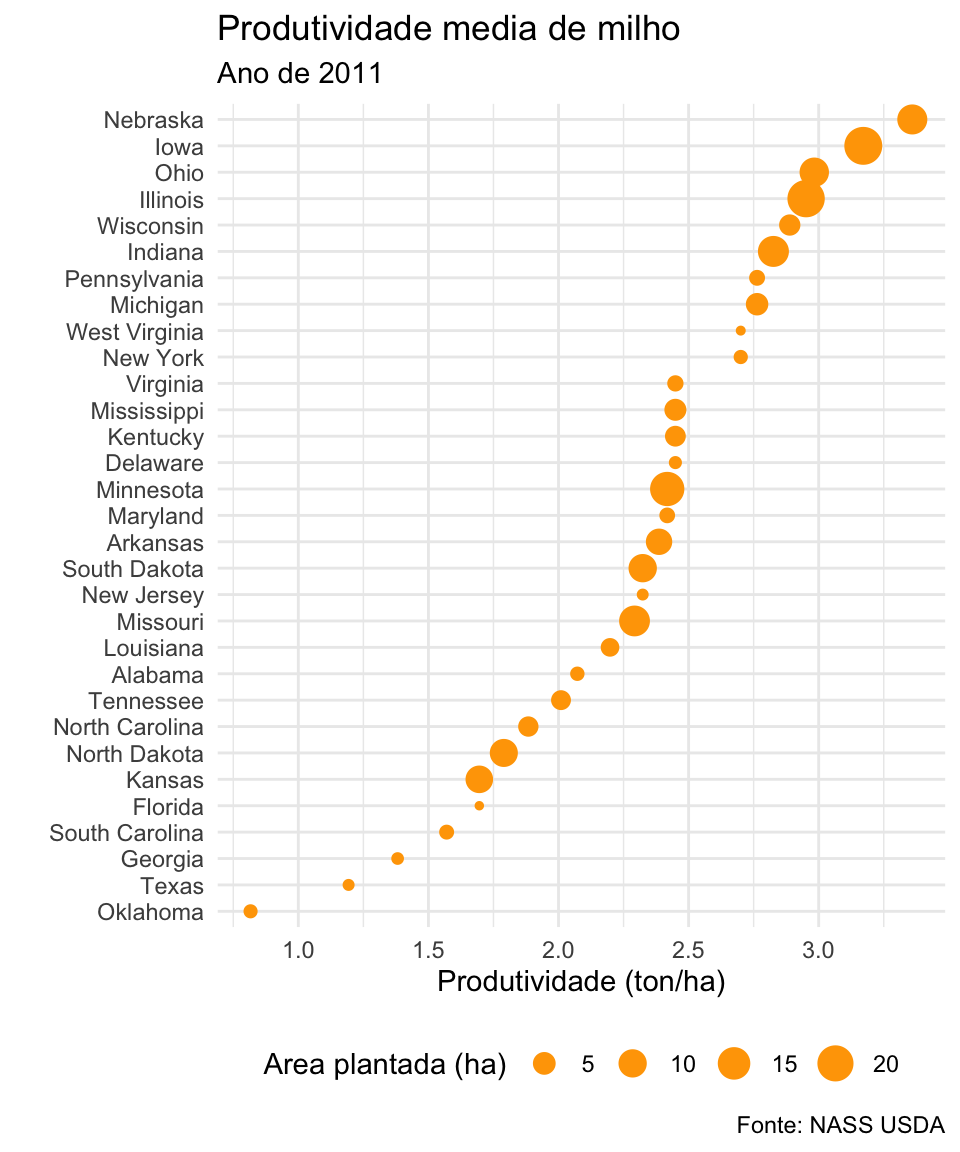 Produtividade media de milho
Ano de 2011
Nebraska
Iowa
Ohio
Illinois
Wisconsin
Indiana
Pennsylvania
Michigan
West Virginia
New York
Virginia
Mississippi
Kentucky
Delaware
Minnesota
Maryland
Arkansas
South Dakota
New Jersey
Missouri
Louisiana
Alabama
Tennessee
North Carolina
North Dakota
Kansas
Florida
South Carolina
Georgia
Texas
Oklahoma
1.0 1.5 2.0 2.5 3.0
Produtividade (ton/ha)
Area plantada (ha) 5 10 15 20
Fonte: NASS USDA